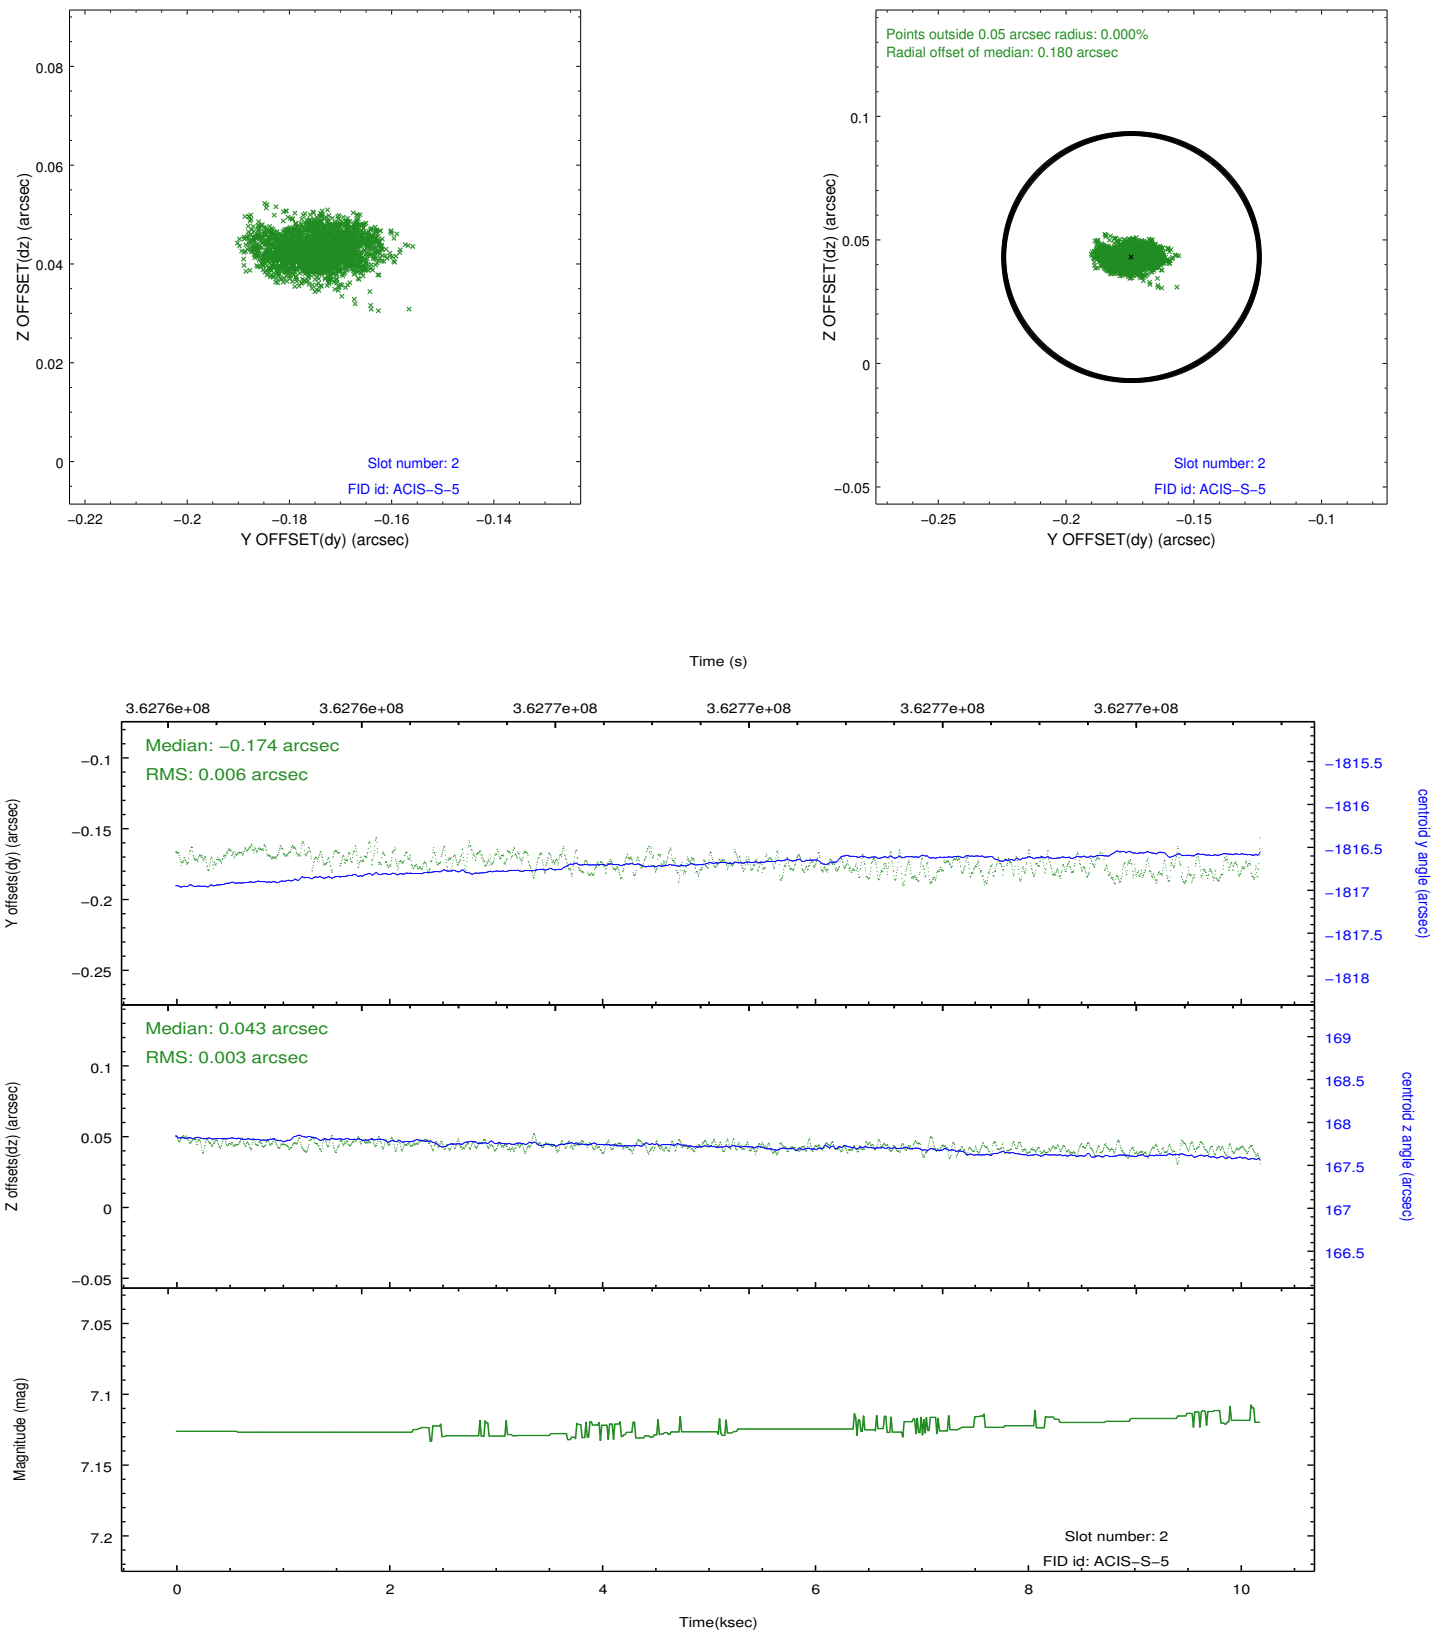 0.08
0.06
0.04
0.02
0
Z OFFSET(dz) (arcsec)
Slot number: 2
FID id: ACIS−S−5
−0.22
−0.2
−0.18
−0.16
−0.14
Y OFFSET(dy) (arcsec)
Points outside 0.05 arcsec radius: 0.000%
Radial offset of median: 0.180 arcsec
0.1
0.05
0
−0.05
Z OFFSET(dz) (arcsec)
Slot number: 2
FID id: ACIS−S−5
−0.25
−0.2
−0.15
−0.1
Y OFFSET(dy) (arcsec)
Time (s)
3.6276e+08
3.6276e+08
3.6277e+08
3.6277e+08
3.6277e+08
3.6277e+08
Median: −0.174 arcsec
RMS: 0.006 arcsec
−0.1
−0.15
−0.2
−0.25
Y offsets(dy) (arcsec)
−1815.5
−1816
−1816.5
−1817
−1817.5
−1818
centroid y angle (arcsec)
Median: 0.043 arcsec
RMS: 0.003 arcsec
0.1
0.05
0
−0.05
Z offsets(dz) (arcsec)
169
168.5
168
167.5
167
166.5
centroid z angle (arcsec)
7.05
7.1
7.15
7.2
Magnitude (mag)
Slot number: 2
FID id: ACIS−S−5
0
2
4
6
8
10
Time(ksec)